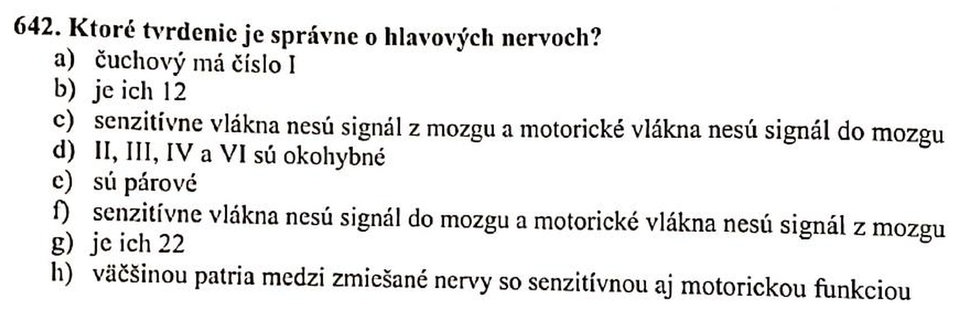 642. Ktoré tvrdenie je správne o hlavových nervoch?
a) čuchový má číslo I
b) je ich 12
c) senzitívne vlákna nesú signál z mozgu a motorické vlákna nesú signál do mozgu
d) II, III, IV a VI sú okohybné
e) sú párové
f) senzitívne vlákna nesú signál do mozgu a motorické vlákna nesú signál z mozgu
g) je ich 22
h) väčšinou patria medzi zmiešané nervy so senzitívnou aj motorickou funkciou